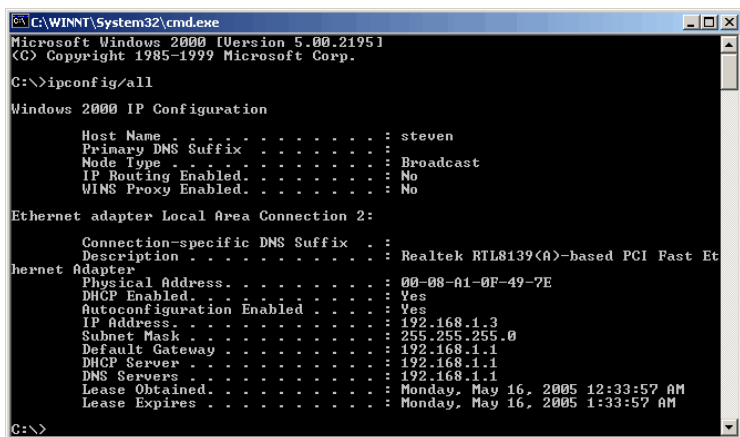 C:\WINNT\System32\cmd.exe
Microsoft Windows 2000 [Version 5.00.2195]
(C) Copyright 1985-1999 Microsoft Corp.
C:\>ipconfig/all
Windows 2000 IP Configuration
Host Name . . . . . . . . . . . . : steven
Primary DNS Suffix  . . . . . . . :
Node Type . . . . . . . . . . . . : Broadcast
IP Routing Enabled. . . . . . . . : No
WINS Proxy Enabled. . . . . . . . : No
Ethernet adapter Local Area Connection 2:
Connection-specific DNS Suffix  . :
Description . . . . . . . . . . . : Realtek RTL8139(A)-based PCI Fast Et
hernet Adapter
Physical Address. . . . . . . . . : 00-08-A1-0F-49-7E
DHCP Enabled. . . . . . . . . . . : Yes
Autoconfiguration Enabled . . . . : Yes
IP Address. . . . . . . . . . . . : 192.168.1.3
Subnet Mask . . . . . . . . . . . : 255.255.255.0
Default Gateway . . . . . . . . . : 192.168.1.1
DHCP Server . . . . . . . . . . . : 192.168.1.1
DNS Servers . . . . . . . . . . . : 192.168.1.1
Lease Obtained. . . . . . . . . . : Monday, May 16, 2005 12:33:57 AM
Lease Expires . . . . . . . . . . : Monday, May 16, 2005 1:33:57 AM
C:\>